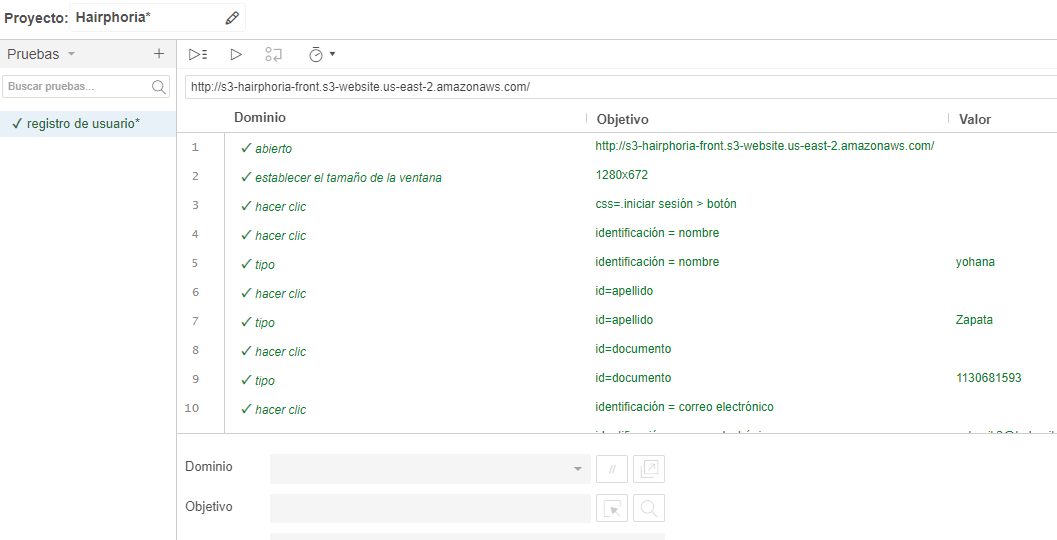 Proyecto: Hairphoria*
Pruebas
Buscar pruebas...
✓ registro de usuario*
http://s3-hairphoria-front.s3-website.us-east-2.amazonaws.com/
Dominio Objetivo Valor
1 ✓ abierto http://s3-hairphoria-front.s3-website.us-east-2.amazonaws.com/
2 ✓ establecer el tamaño de la ventana 1280x672
3 ✓ hacer clic css=.iniciar sesión > botón
4 ✓ hacer clic identificación = nombre
5 ✓ tipo identificación = nombre yohana
6 ✓ hacer clic id=apellido
7 ✓ tipo id=apellido Zapata
8 ✓ hacer clic id=documento
9 ✓ tipo id=documento 1130681593
10 ✓ hacer clic identificación = correo electrónico
Dominio
//
Objetivo